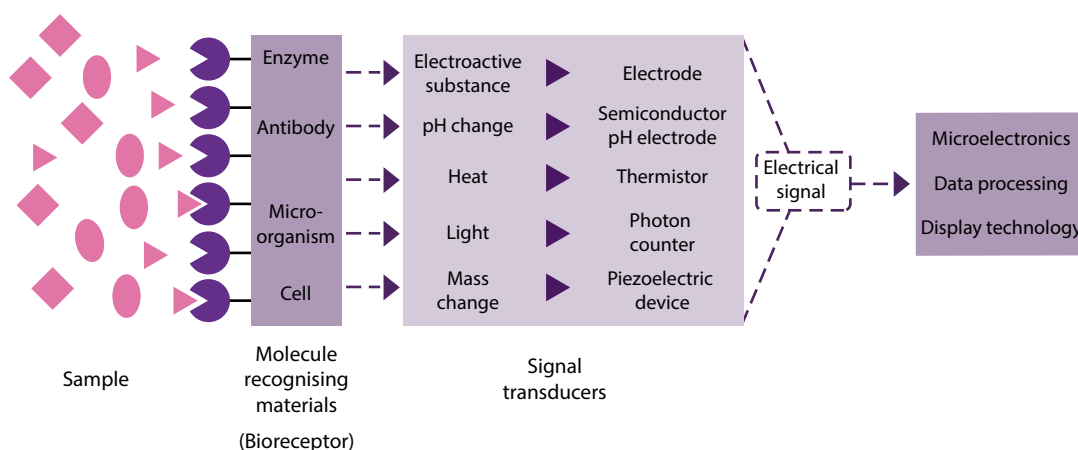 Enzyme
Antibody
Micro-
organism
Cell
Electroactive
substance
Electrode
pH change
Semiconductor
pH electrode
Heat
Thermistor
Light
Photon
counter
Mass
change
Piezoelectric
device
Electrical
signal
Microelectronics
Data processing
Display technology
Sample
Molecule
recognising
materials
(Bioreceptor)
Signal
transducers